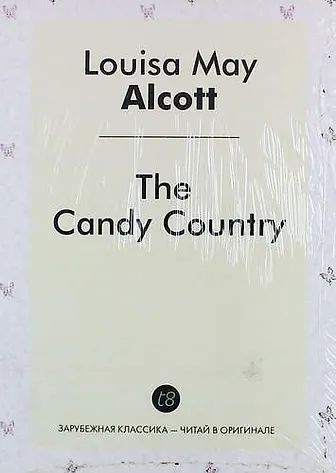 Louisa May
Alcott
The
Candy Country
t8
ЗАРУБЕЖНАЯ КЛАССИКА — ЧИТАЙ В ОРИГИНАЛЕ